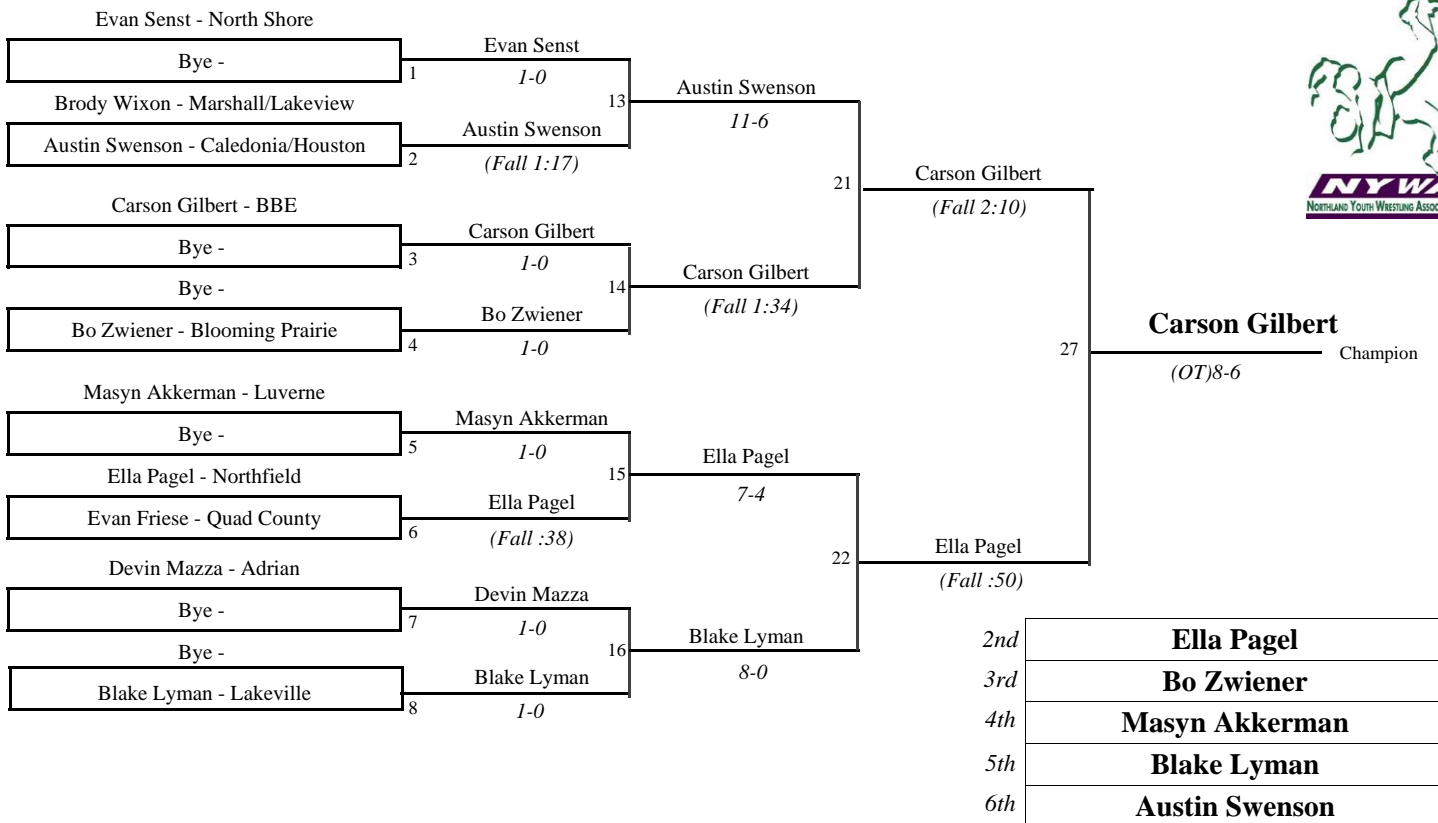 Evan Senst - North Shore
Bye -
1
Evan Senst
1-0
Brody Wixon - Marshall/Lakeview
Austin Swenson - Caledonia/Houston
2
Austin Swenson
(Fall 1:17)
13
Austin Swenson
11-6
Carson Gilbert - BBE
Bye -
3
Carson Gilbert
1-0
Bye -
Bo Zwiener - Blooming Prairie
4
Bo Zwiener
1-0
14
Carson Gilbert
(Fall 1:34)
21
Carson Gilbert
(Fall 2:10)
Masyn Akkerman - Luverne
Bye -
5
Masyn Akkerman
1-0
Ella Pagel - Northfield
Evan Friese - Quad County
6
Ella Pagel
(Fall :38)
15
Ella Pagel
7-4
Devin Mazza - Adrian
Bye -
7
Devin Mazza
1-0
Bye -
Blake Lyman - Lakeville
8
Blake Lyman
1-0
16
Blake Lyman
8-0
22
Ella Pagel
(Fall :50)
27
Carson Gilbert
(OT)8-6
Champion
2nd Ella Pagel
3rd Bo Zwiener
4th Masyn Akkerman
5th Blake Lyman
6th Austin Swenson
NORTHLAND YOUTH WRESTLING